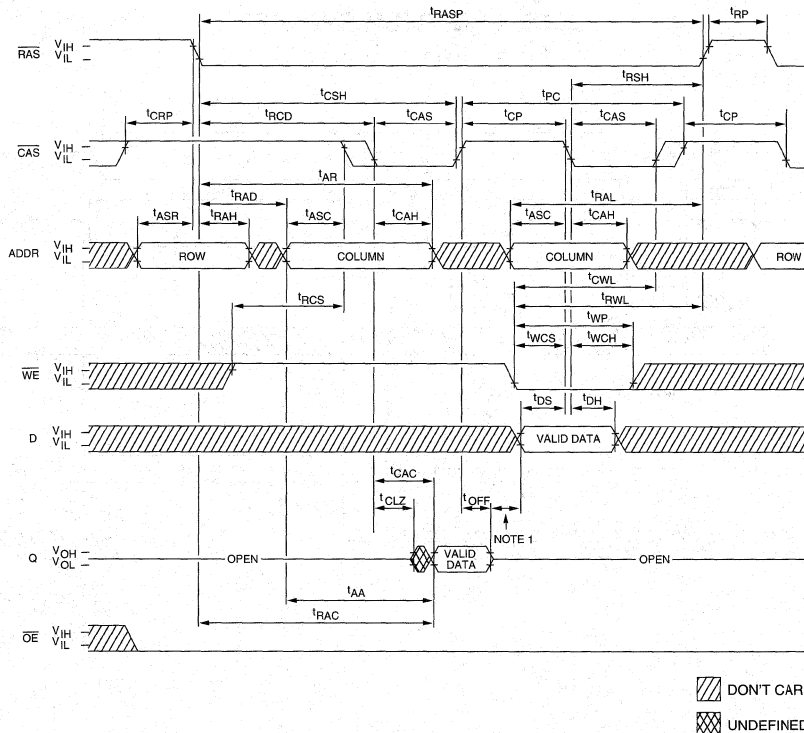 tRASP
tRP
RAS VIH
VIL
tRSH
tCSH
tPC
tCRP
tRCD
tCAS
tCP
tCAS
tCP
CAS VIH
VIL
tAR
tRAD
tRAL
tASR
tRAH
tASC
tCAH
tASC
tCAH
ADDR VIH
VIL
ROW
COLUMN
COLUMN
ROW
tCWL
tRCS
tRWL
tWP
tWCS
tWCH
WE VIH
VIL
tDS
tDH
D VIH
VIL
VALID DATA
tCAC
tCLZ
tOFF
NOTE 1
Q VOH
VOL
OPEN
VALID
DATA
OPEN
tAA
tRAC
OE VIH
VIL
DON'T CAR
UNDEFINED